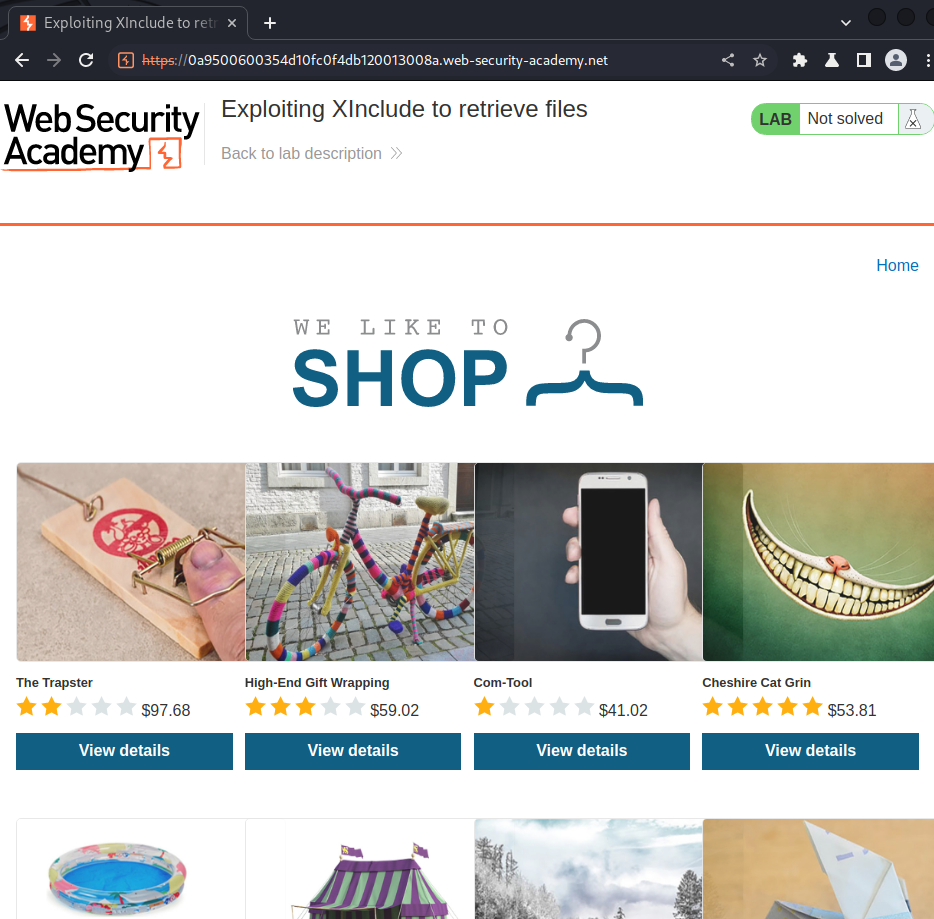 Exploiting XInclude to retr
https://0a9500600354d10fc0f4db120013008a.web-security-academy.net
Web Security
Academy
Exploiting XInclude to retrieve files
Back to lab description
LAB Not solved
Home
WE LIKE TO
SHOP
The Trapster
$97.68
View details
High-End Gift Wrapping
$59.02
View details
Com-Tool
$41.02
View details
Cheshire Cat Grin
$53.81
View details